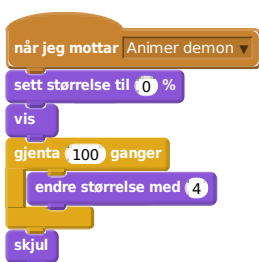 når jeg mottar Animer demon
sett størrelse til 0 %
vis
gjenta 100 ganger
endre størrelse med 4
skjul